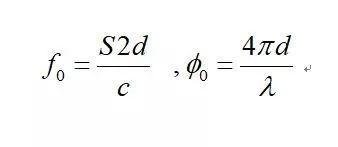 f₀ = S2d/c , ϕ₀ = 4πd/λ ↵